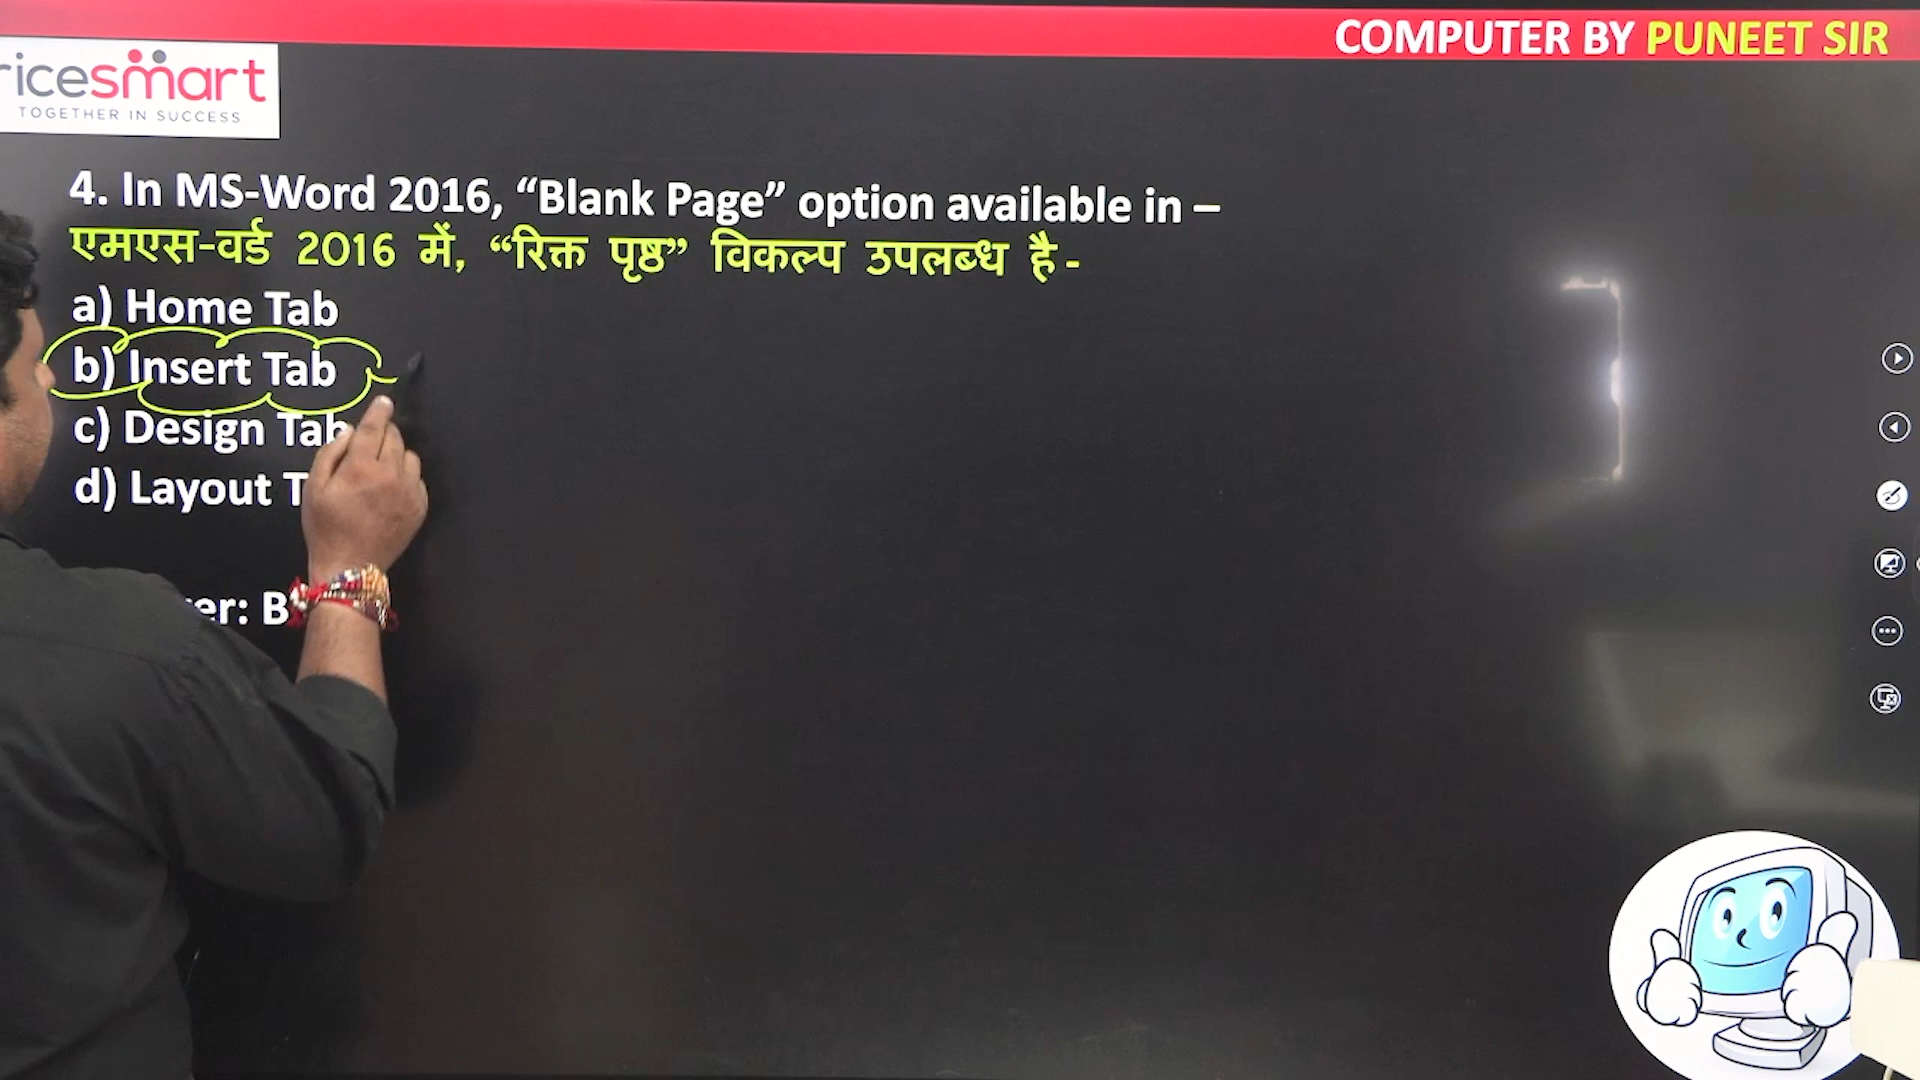 COMPUTER BY PUNEET SIR
ricesmart
TOGETHER IN SUCCESS
4. In MS-Word 2016, “Blank Page” option available in –
एमएस-वर्ड 2016 में, “रिक्त पृष्ठ” विकल्प उपलब्ध है -
a) Home Tab
b) Insert Tab
c) Design Tab
d) Layout T
er: B